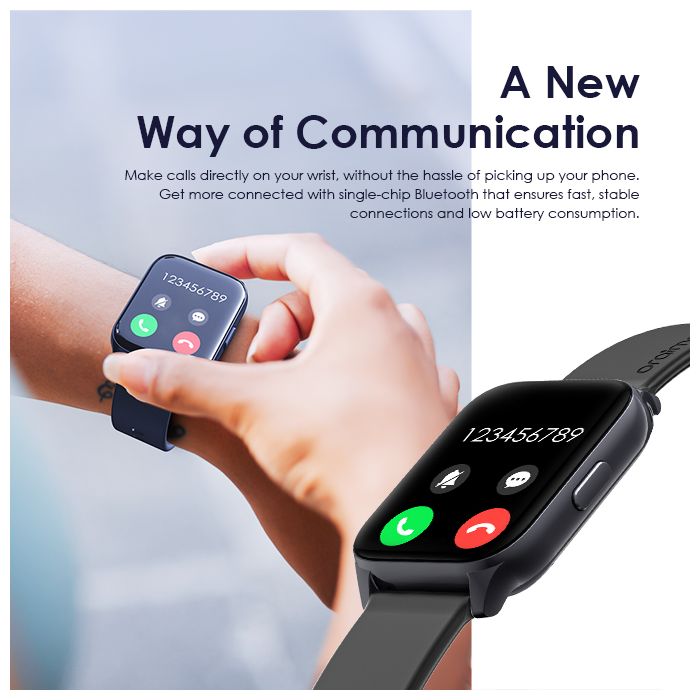 A New
Way of Communication
Make calls directly on your wrist, without the hassle of picking up your phone.
Get more connected with single-chip Bluetooth that ensures fast, stable
connections and low battery consumption.
123456789
123456789